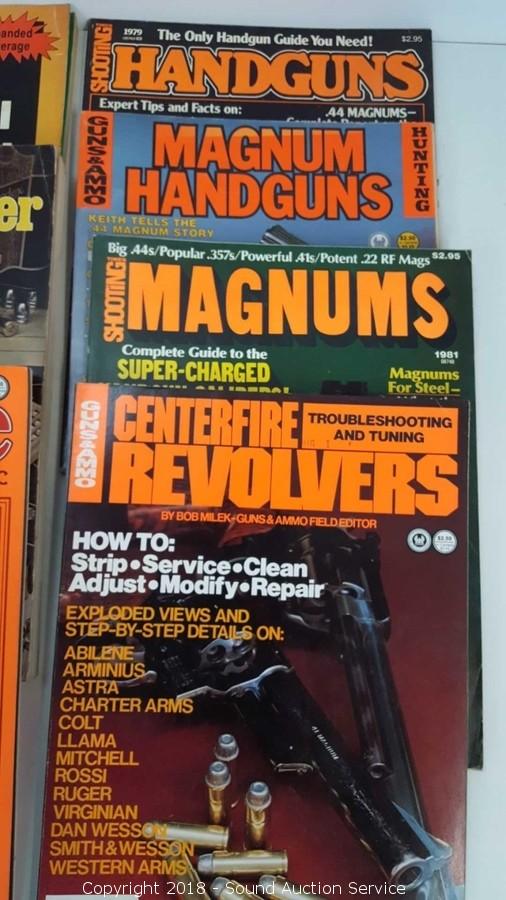 anded
erage
l
er
e
C
SHOOTING
1979
The Only Handgun Guide You Need!
$2.95
HANDGUNS
Expert Tips and Facts on:
.44 MAGNUMS—
GUNS & AMMO
MAGNUM
HANDGUNS
HUNTING
KEITH TELLS THE
.44 MAGNUM STORY
Big .44s/Popular .357s/Powerful .41s/Potent .22 RF Mags
$2.95
SHOOTING
MAGNUMS
1981
Complete Guide to the
SUPER-CHARGED
Magnums
For Steel—
GUNS & AMMO
CENTERFIRE
REVOLVERS
TROUBLESHOOTING
AND TUNING
BY BOB MILEK-GUNS & AMMO FIELD EDITOR
HOW TO:
Strip•Service•Clean
Adjust•Modify•Repair
EXPLODED VIEWS AND
STEP-BY-STEP DETAILS ON:
ABILENE
ARMINIUS
ASTRA
CHARTER ARMS
COLT
LLAMA
MITCHELL
ROSSI
RUGER
VIRGINIAN
DAN WESSON
SMITH & WESSON
WESTERN ARMS
Copyright 2018 - Sound Auction Service